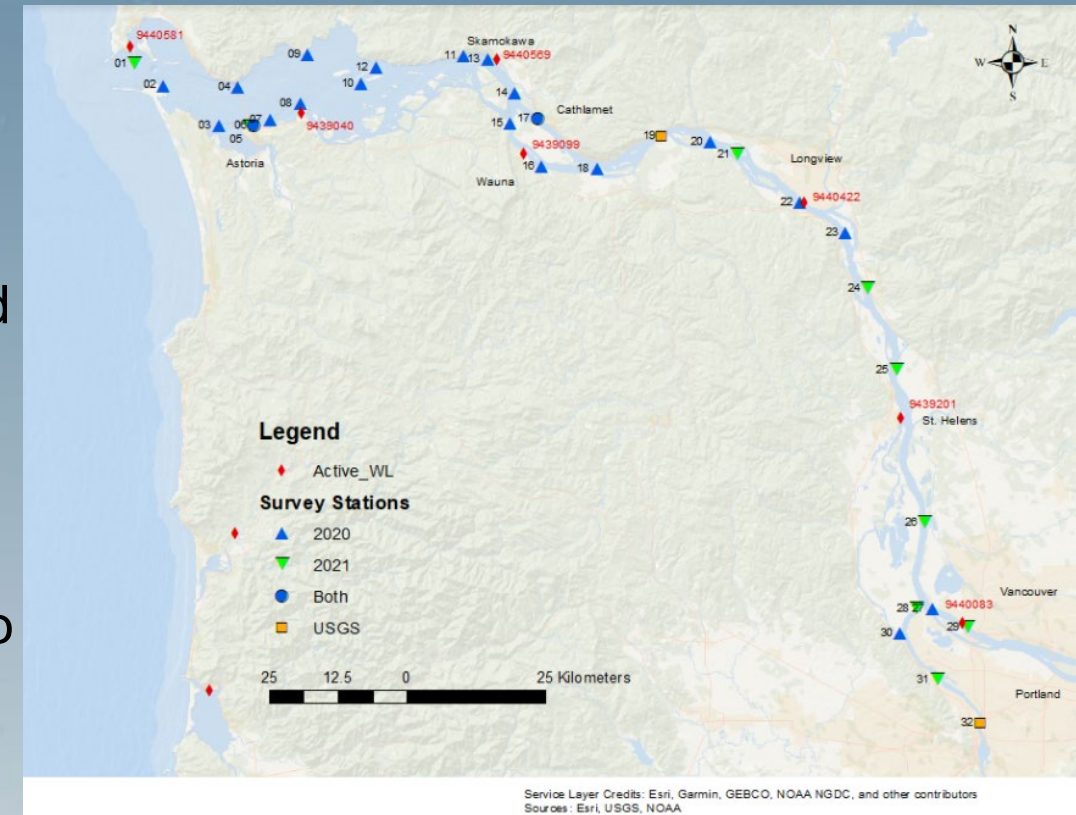 N
W E
S
9440581
01
02
03
04
09
08
07
06
05
9439040
Astoria
12
10
11
13
Skamokawa
9440569
14
15
17
Cathlamet
9439099
16
Wauna
18
19
20
21
Longview
22
9440422
23
24
25
9439201
St. Helens
26
28
27
9440083
Vancouver
29
30
31
Portland
32
d
o
Legend
Active_WL
Survey Stations
2020
2021
Both
USGS
25 12.5 0 25 Kilometers
Service Layer Credits: Esri, Garmin, GEBCO, NOAA NGDC, and other contributors
Sources: Esri, USGS, NOAA